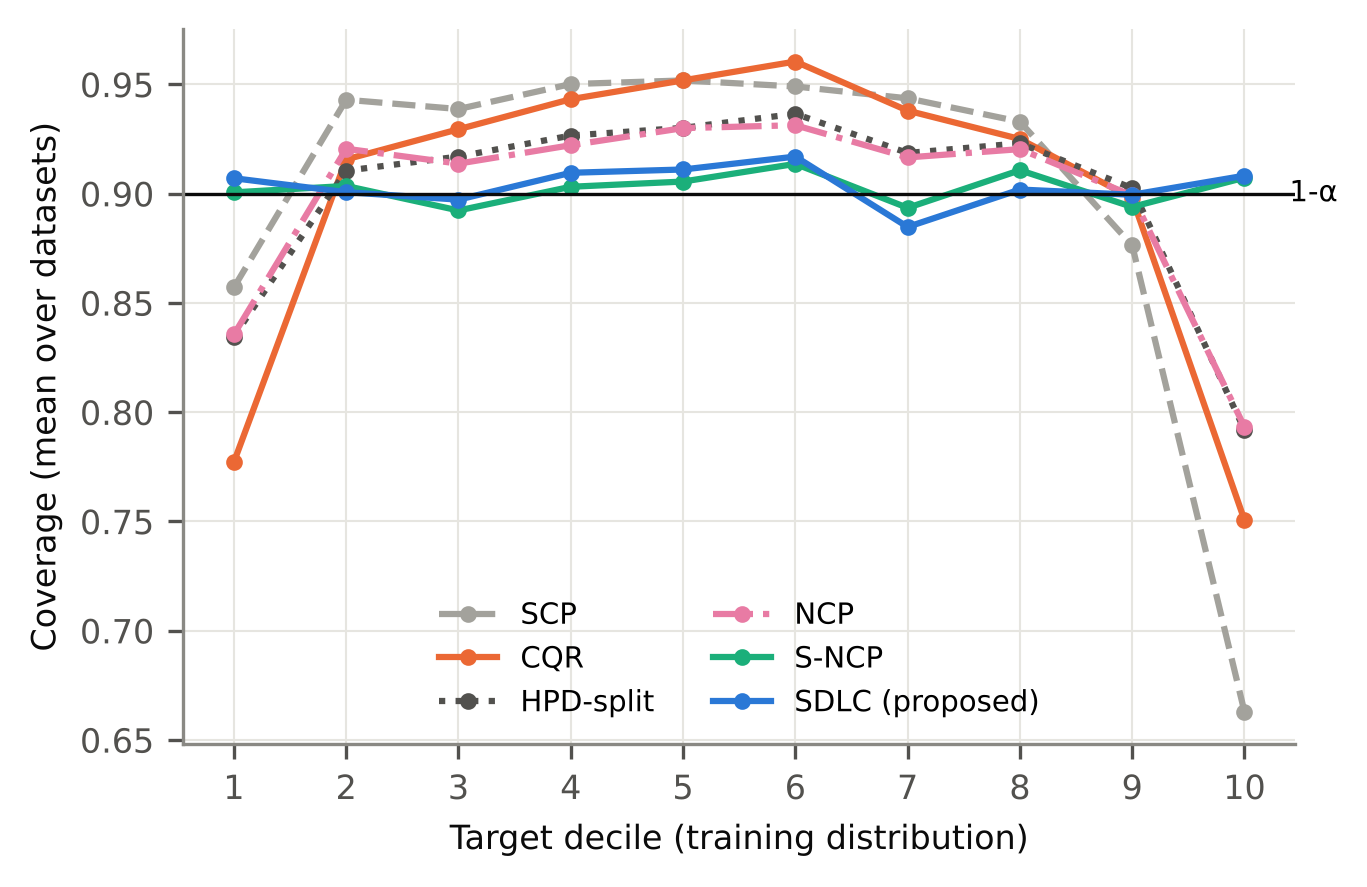 Coverage (mean over datasets)
0.95
0.90
0.85
0.80
0.75
0.70
0.65
1-α
SCP
CQR
HPD-split
NCP
S-NCP
SDLC (proposed)
1 2 3 4 5 6 7 8 9 10
Target decile (training distribution)